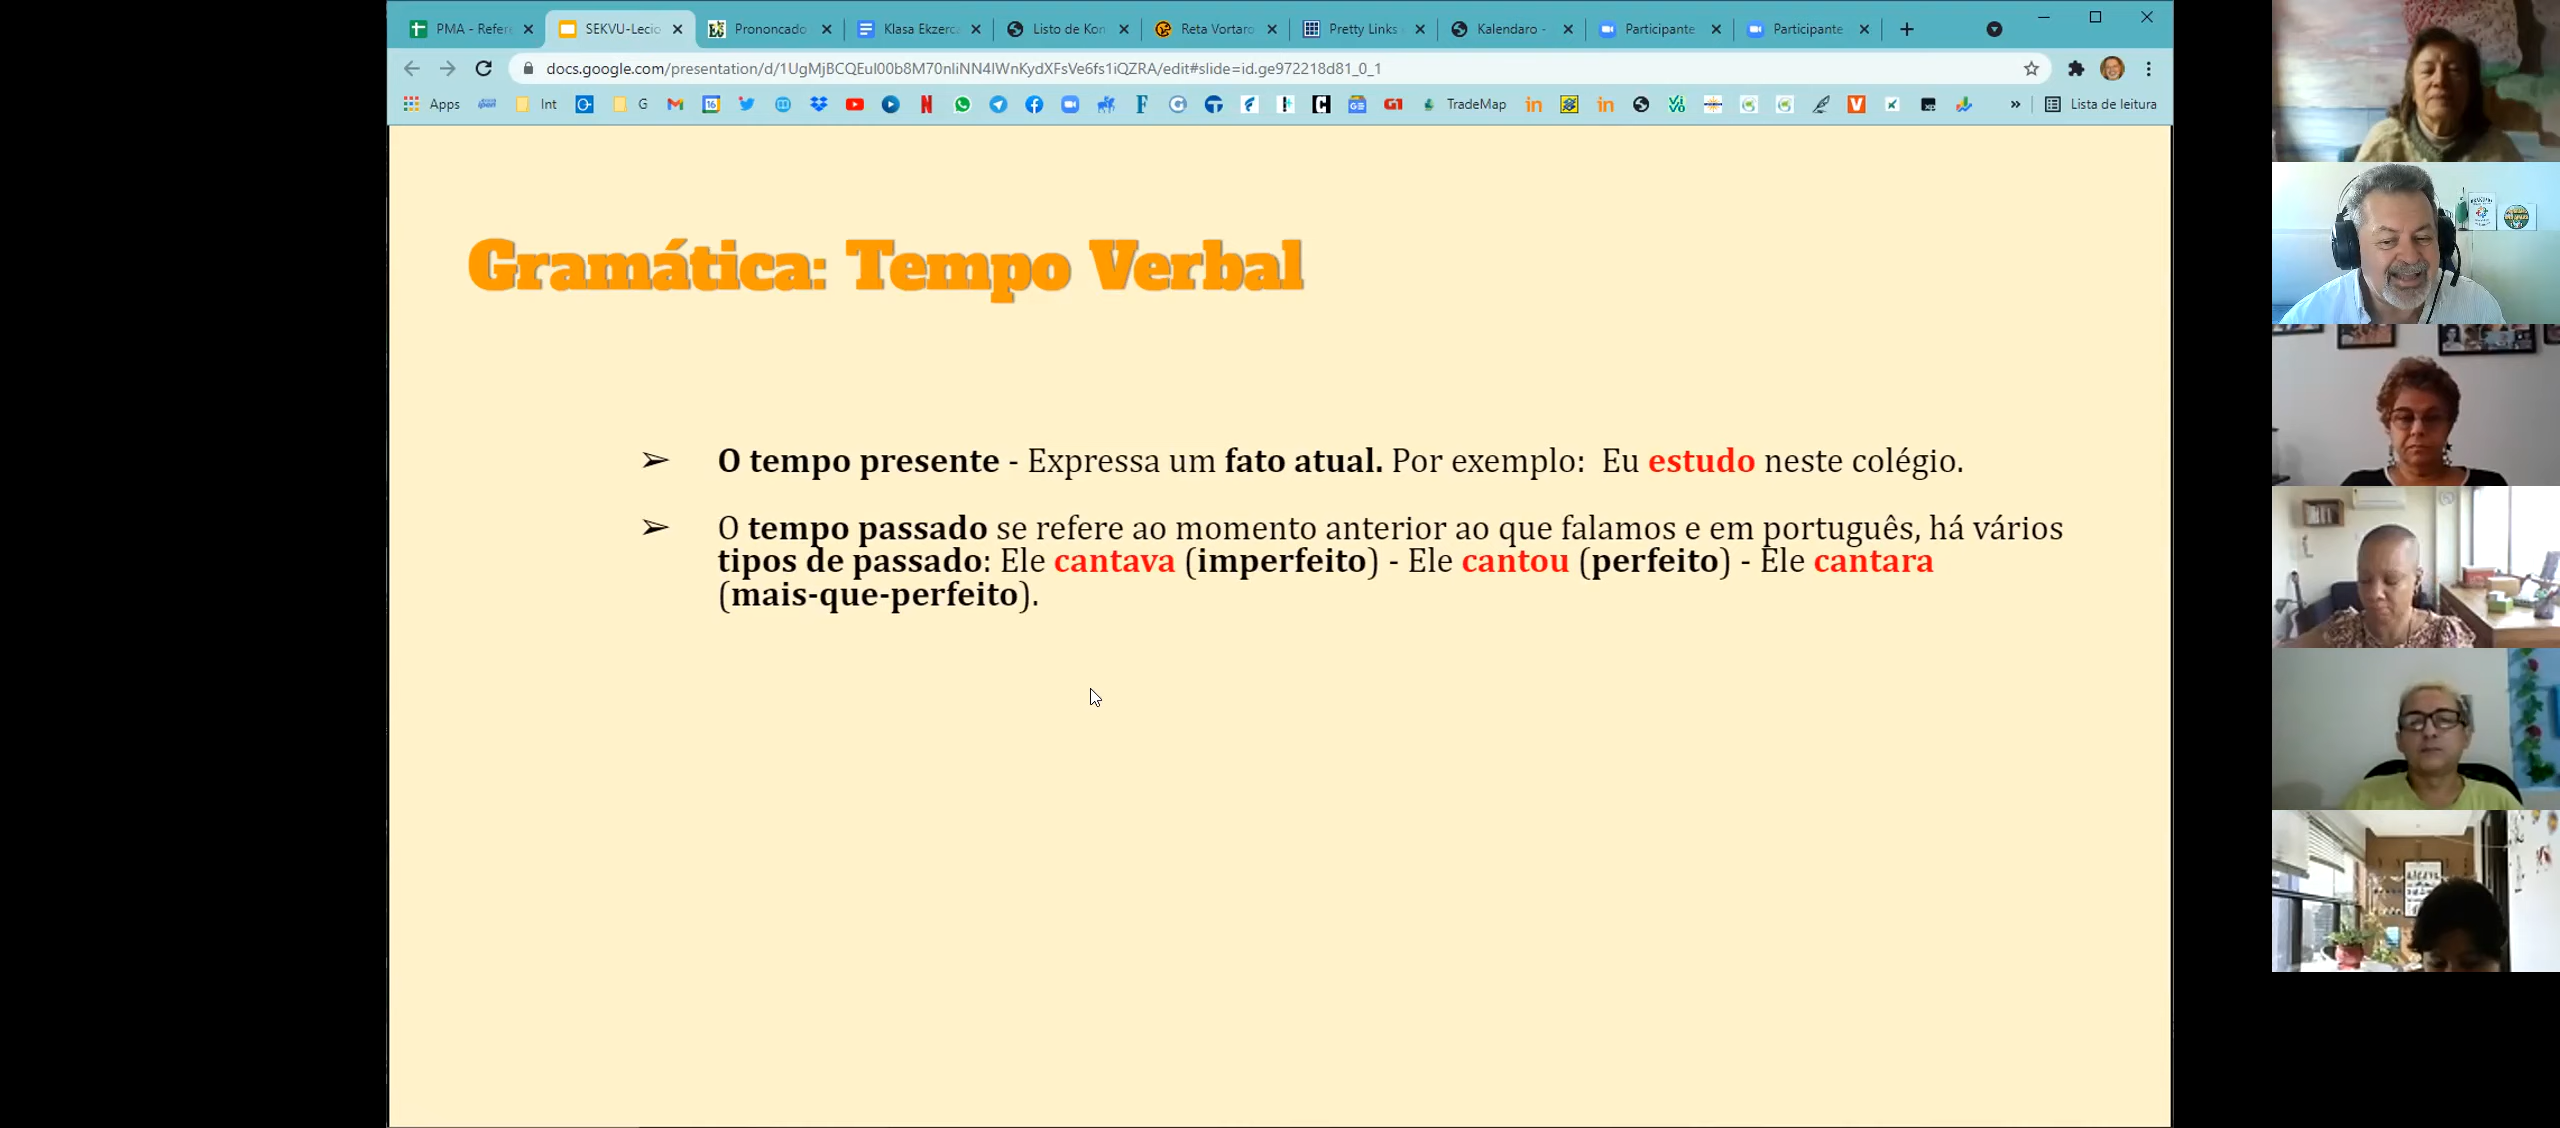 PMA - Refere
SEKVU-Lecio
Prononcado
Klasa Ekzerca
Listo de Kon
Reta Vortaro
Pretty Links
Kalendaro -
Participante
Participante
docs.google.com/presentation/d/1UgMjBCQEul00b8M70nliNN4lWnKydXFsVe6fs1iQZRA/edit#slide=id.ge972218d81_0_1
Apps
Int
G
TradeMap
Lista de leitura
Gramática: Tempo Verbal
➢ O tempo presente - Expressa um fato atual. Por exemplo: Eu estudo neste colégio.
➢ O tempo passado se refere ao momento anterior ao que falamos e em português, há vários
tipos de passado: Ele cantava (imperfeito) - Ele cantou (perfeito) - Ele cantara
(mais-que-perfeito).